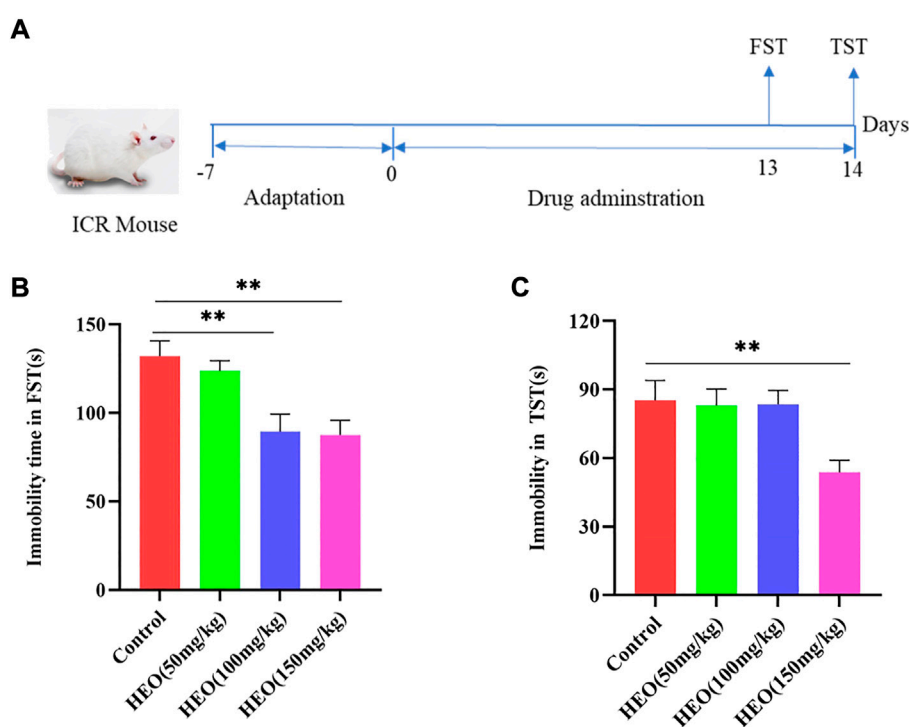 A
FST TST
Days
-7 0 13 14
Adaptation Drug adminstration
ICR Mouse
B
** 
**
Immobility time in FST(s)
150
100
50
0
Control
HEO(50mg/kg)
HEO(100mg/kg)
HEO(150mg/kg)
C
**
Immobility in TST(s)
120
90
60
30
0
Control
HEO(50mg/kg)
HEO(100mg/kg)
HEO(150mg/kg)